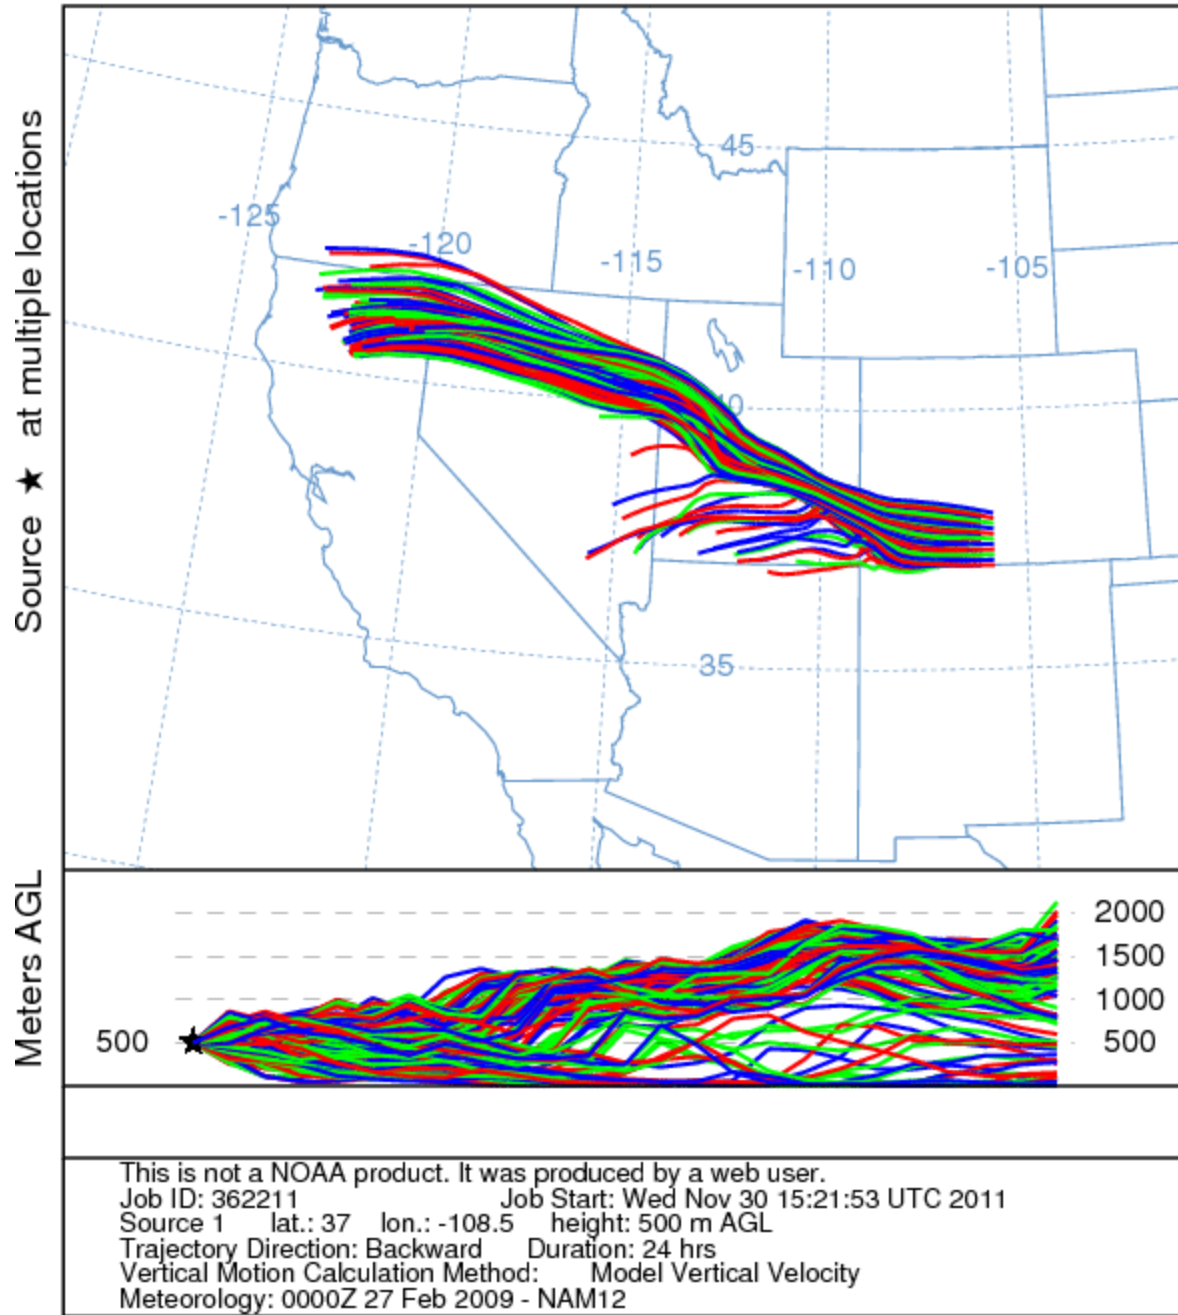 Source ★ at multiple locations
45
-125
-120
-115
-110
-105
40
35
Meters AGL
2000
1500
1000
500
500
This is not a NOAA product. It was produced by a web user.
Job ID: 362211 Job Start: Wed Nov 30 15:21:53 UTC 2011
Source 1 lat.: 37 lon.: -108.5 height: 500 m AGL
Trajectory Direction: Backward Duration: 24 hrs
Vertical Motion Calculation Method: Model Vertical Velocity
Meteorology: 0000Z 27 Feb 2009 - NAM12